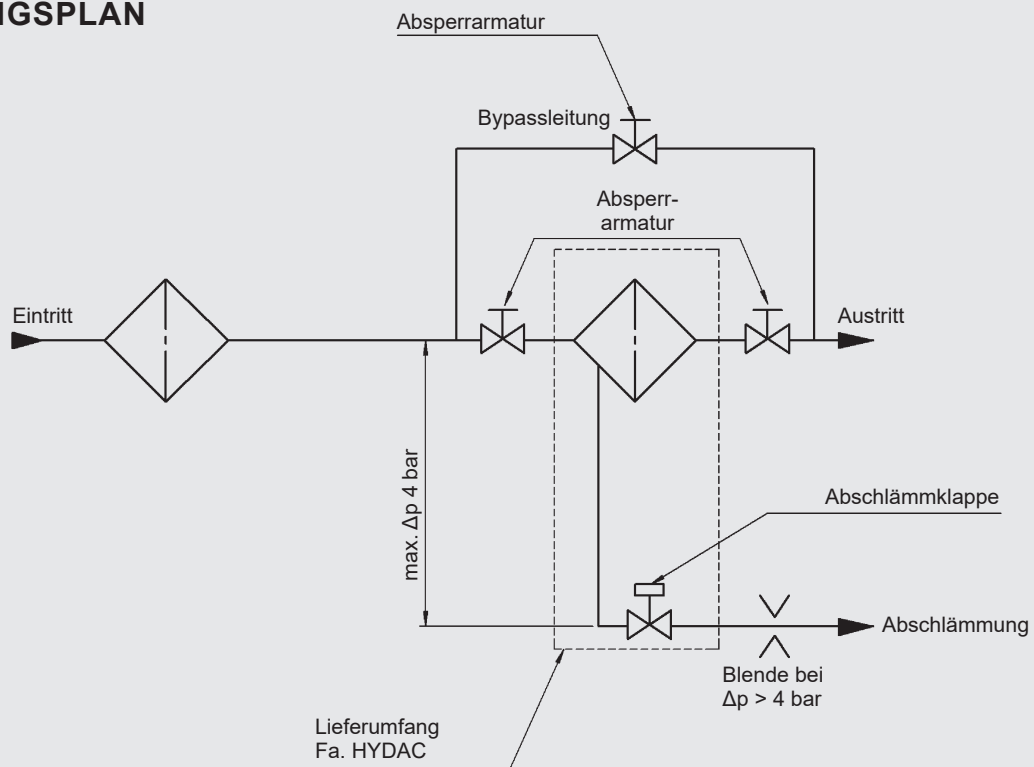 NGSPLAN
Absperrarmatur
Bypassleitung
Absperr-
armatur
Eintritt
Austritt
max. Δp 4 bar
Abschlämmklappe
Abschlämmung
Blende bei
Δp > 4 bar
Lieferumfang
Fa. HYDAC